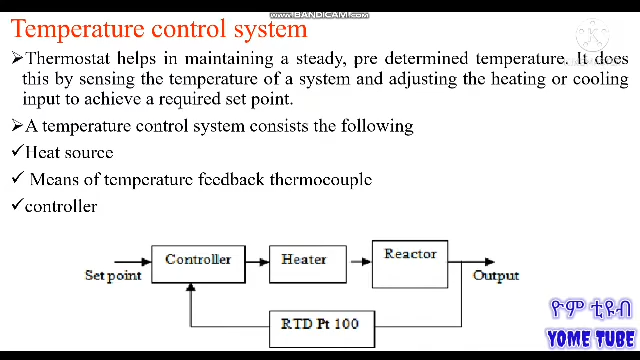 www.BANDICAM.com
Temperature control system
➢Thermostat helps in maintaining a steady, pre determined temperature. It does
this by sensing the temperature of a system and adjusting the heating or cooling
input to achieve a required set point.
➢A temperature control system consists the following
✓Heat source
✓ Means of temperature feedback thermocouple
✓controller
Set point
Controller
Heater
Reactor
Output
RTD Pt 100
ዮም ቲዩብ
YOME TUBE